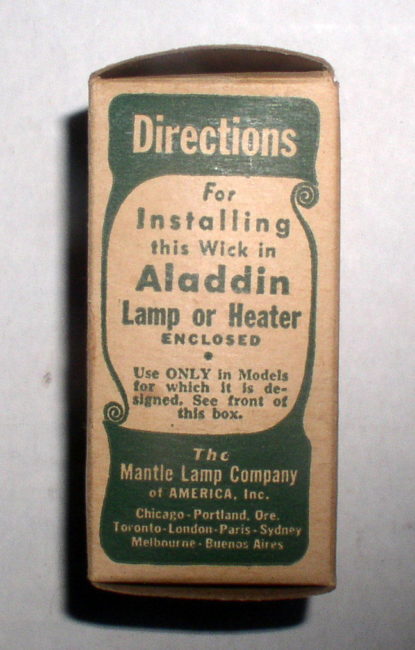 Directions
For
Installing
this Wick in
Aladdin
Lamp or Heater
ENCLOSED
Use ONLY in Models
for which it is de-
signed. See front of
this box.
The
Mantle Lamp Company
of AMERICA, Inc.
Chicago - Portland, Ore.
Toronto - London - Paris - Sydney
Melbourne - Buenos Aires